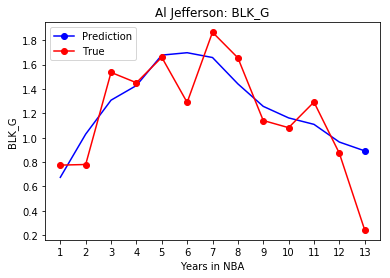 Al Jefferson: BLK_G
Prediction
True
BLK_G
1.8
1.6
1.4
1.2
1.0
0.8
0.6
0.4
0.2
1 2 3 4 5 6 7 8 9 10 11 12 13
Years in NBA